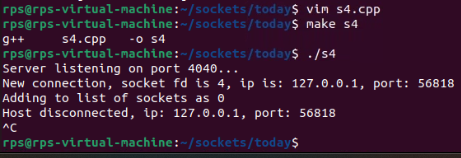 rps@rps-virtual-machine:~/sockets/today$ vim s4.cpp
rps@rps-virtual-machine:~/sockets/today$ make s4
g++     s4.cpp   -o s4
rps@rps-virtual-machine:~/sockets/today$ ./s4
Server listening on port 4040...
New connection, socket fd is 4, ip is: 127.0.0.1, port: 56818
Adding to list of sockets as 0
Host disconnected, ip: 127.0.0.1, port: 56818
^C
rps@rps-virtual-machine:~/sockets/today$